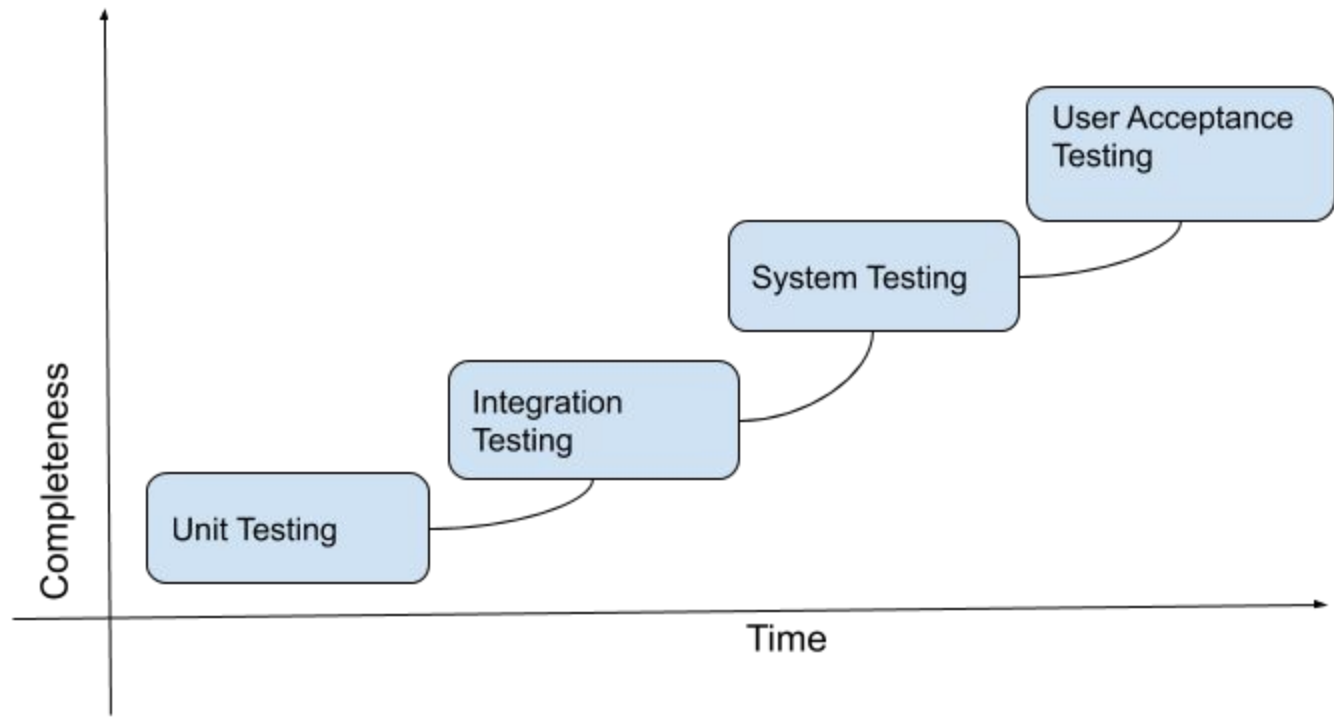 User Acceptance
Testing
System Testing
Integration
Testing
Unit Testing
Completeness
Time